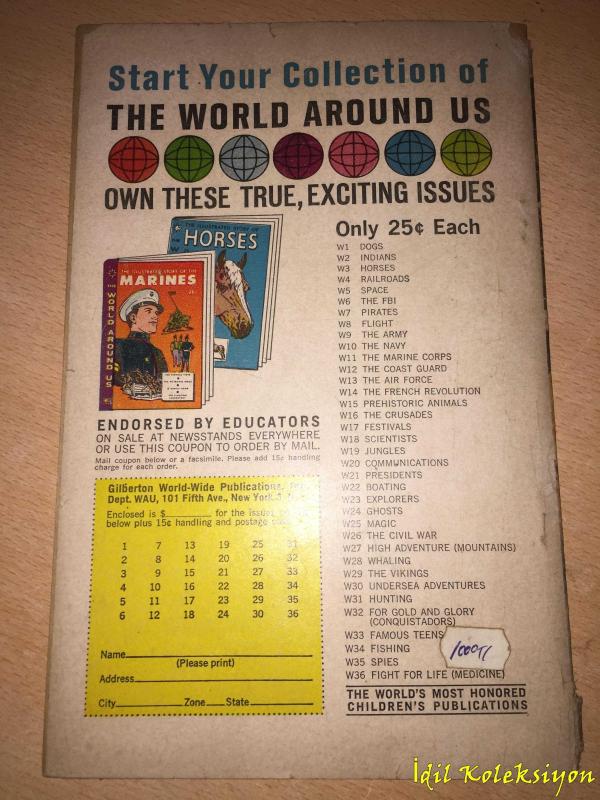 Start Your Collection of
THE WORLD AROUND US
OWN THESE TRUE, EXCITING ISSUES
THE ILLUSTRATED STORY OF
HORSES
THE ILLUSTRATED STORY OF THE
MARINES
THE WORLD AROUND US
ENDORSED BY EDUCATORS
ON SALE AT NEWSSTANDS EVERYWHERE
OR USE THIS COUPON TO ORDER BY MAIL.
Mail coupon below or a facsimile. Please add 15¢ handling
charge for each order.
Gilberton World-Wide Publications,
Dept. WAU, 101 Fifth Ave., New York
Enclosed is $ for the issues
below plus 15¢ handling and postage
1 7 13 19 25 31
2 8 14 20 26 32
3 9 15 21 27 33
4 10 16 22 28 34
5 11 17 23 29 35
6 12 18 24 30 36
Name
(Please print)
Address
City Zone State
Only 25¢ Each
W1 DOGS
W2 INDIANS
W3 HORSES
W4 RAILROADS
W5 SPACE
W6 THE FBI
W7 PIRATES
W8 FLIGHT
W9 THE ARMY
W10 THE NAVY
W11 THE MARINE CORPS
W12 THE COAST GUARD
W13 THE AIR FORCE
W14 THE FRENCH REVOLUTION
W15 PREHISTORIC ANIMALS
W16 THE CRUSADES
W17 FESTIVALS
W18 SCIENTISTS
W19 JUNGLES
W20 COMMUNICATIONS
W21 PRESIDENTS
W22 BOATING
W23 EXPLORERS
W24 GHOSTS
W25 MAGIC
W26 THE CIVIL WAR
W27 HIGH ADVENTURE (MOUNTAINS)
W28 WHALING
W29 THE VIKINGS
W30 UNDERSEA ADVENTURES
W31 HUNTING
W32 FOR GOLD AND GLORY
(CONQUISTADORS)
W33 FAMOUS TEENS
W34 FISHING
W35 SPIES
W36 FIGHT FOR LIFE (MEDICINE)
THE WORLD'S MOST HONORED
CHILDREN'S PUBLICATIONS
İdil Koleksiyon